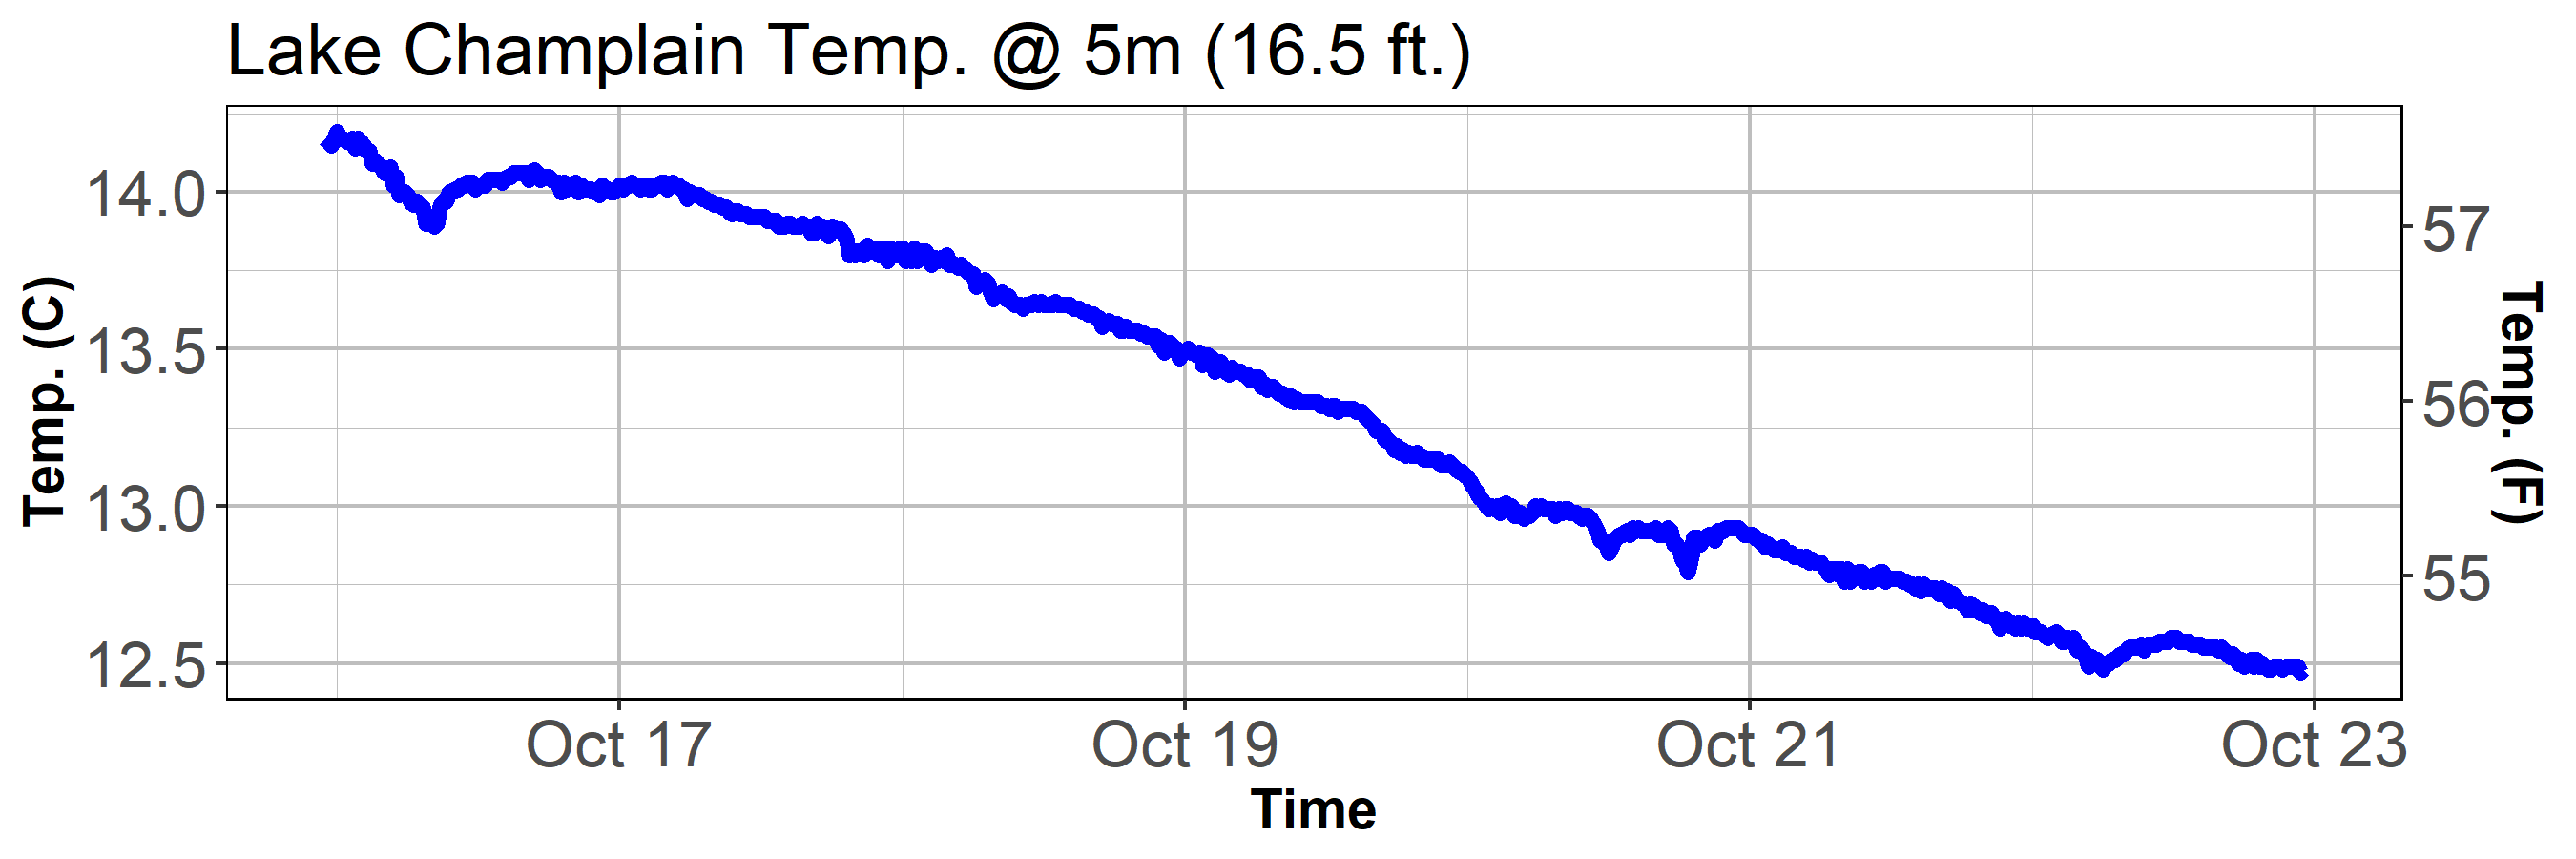 Lake Champlain Temp. @ 5m (16.5 ft.)
Temp. (C)
14.0
13.5
13.0
12.5
57
56
55
Temp. (F)
Oct 17 Oct 19 Oct 21 Oct 23
Time